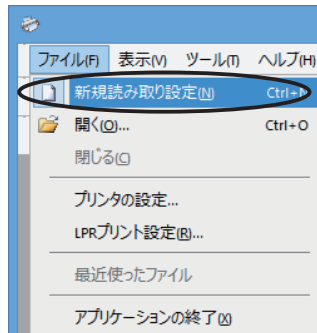 ファイル(F) 表示(V) ツール(T) ヘルプ(H)
新規読み取り設定(N) Ctrl+N
開く(O)... Ctrl+O
閉じる(C)
プリンタの設定...
LPRプリント設定(R)...
最近使ったファイル
アプリケーションの終了(X)